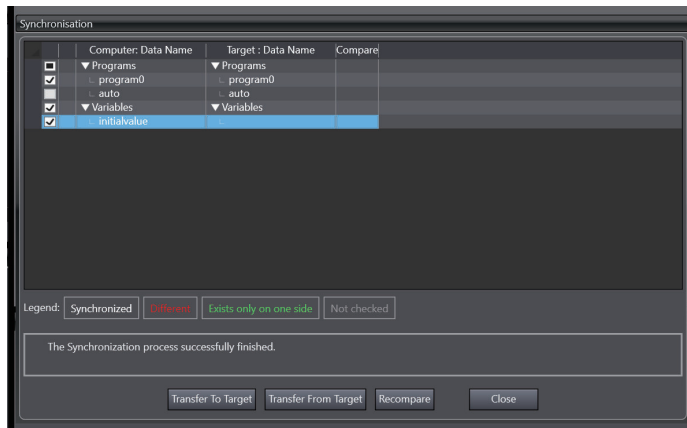 Synchronisation
Computer: Data Name Target : Data Name Compare
Programs Programs
program0 program0
auto auto
Variables Variables
initialvalue
Legend: Synchronized Different Exists only on one side Not checked
The Synchronization process successfully finished.
Transfer To Target Transfer From Target Recompare Close